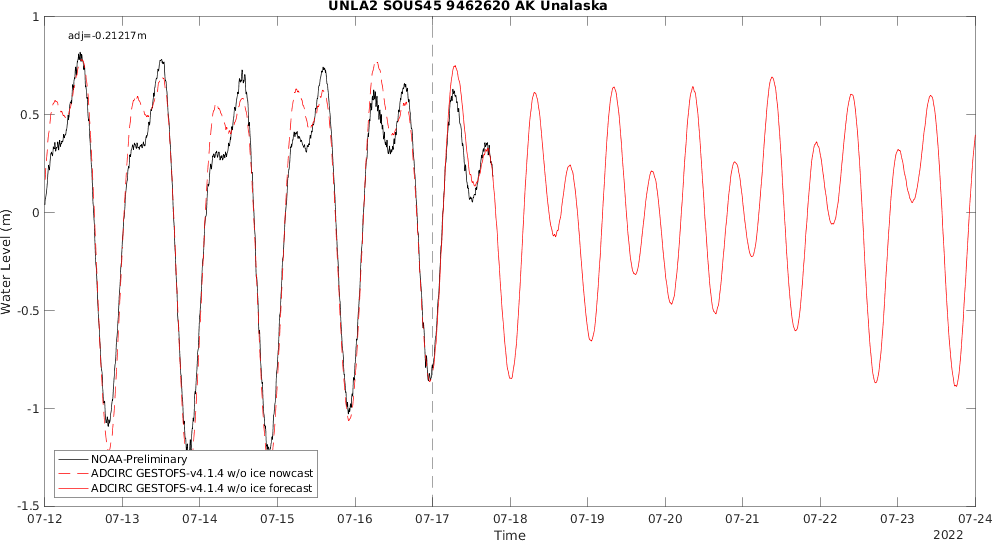 UNLA2 SOUS45 9462620 AK Unalaska
adj=-0.21217m
Water Level (m)
1
0.5
0
-0.5
-1
-1.5
NOAA-Preliminary
ADCIRC GESTOFS-v4.1.4 w/o ice nowcast
ADCIRC GESTOFS-v4.1.4 w/o ice forecast
07-12 07-13 07-14 07-15 07-16 07-17 07-18 07-19 07-20 07-21 07-22 07-23 07-24
Time
2022